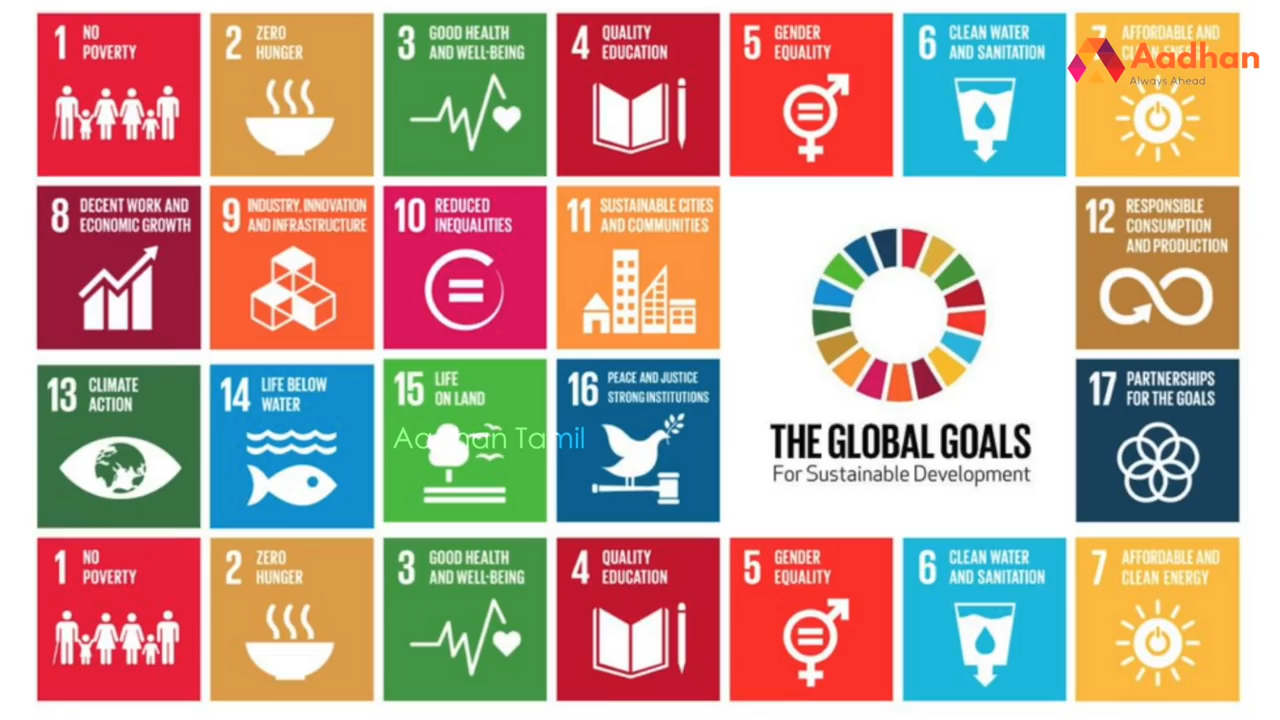 1 NO
POVERTY
2 ZERO
HUNGER
3 GOOD HEALTH
AND WELL-BEING
4 QUALITY
EDUCATION
5 GENDER
EQUALITY
6 CLEAN WATER
AND SANITATION
7 AFFORDABLE AND
Aadhan
Always Ahead
8 DECENT WORK AND
ECONOMIC GROWTH
9 INDUSTRY, INNOVATION
AND INFRASTRUCTURE
10 REDUCED
INEQUALITIES
11 SUSTAINABLE CITIES
AND COMMUNITIES
12 RESPONSIBLE
CONSUMPTION
AND PRODUCTION
13 CLIMATE
ACTION
14 LIFE BELOW
WATER
15 LIFE
ON LAND
Aadhan Tamil
16 PEACE AND JUSTICE
STRONG INSTITUTIONS
THE GLOBAL GOALS
For Sustainable Development
17 PARTNERSHIPS
FOR THE GOALS
1 NO
POVERTY
2 ZERO
HUNGER
3 GOOD HEALTH
AND WELL-BEING
4 QUALITY
EDUCATION
5 GENDER
EQUALITY
6 CLEAN WATER
AND SANITATION
7 AFFORDABLE AND
CLEAN ENERGY